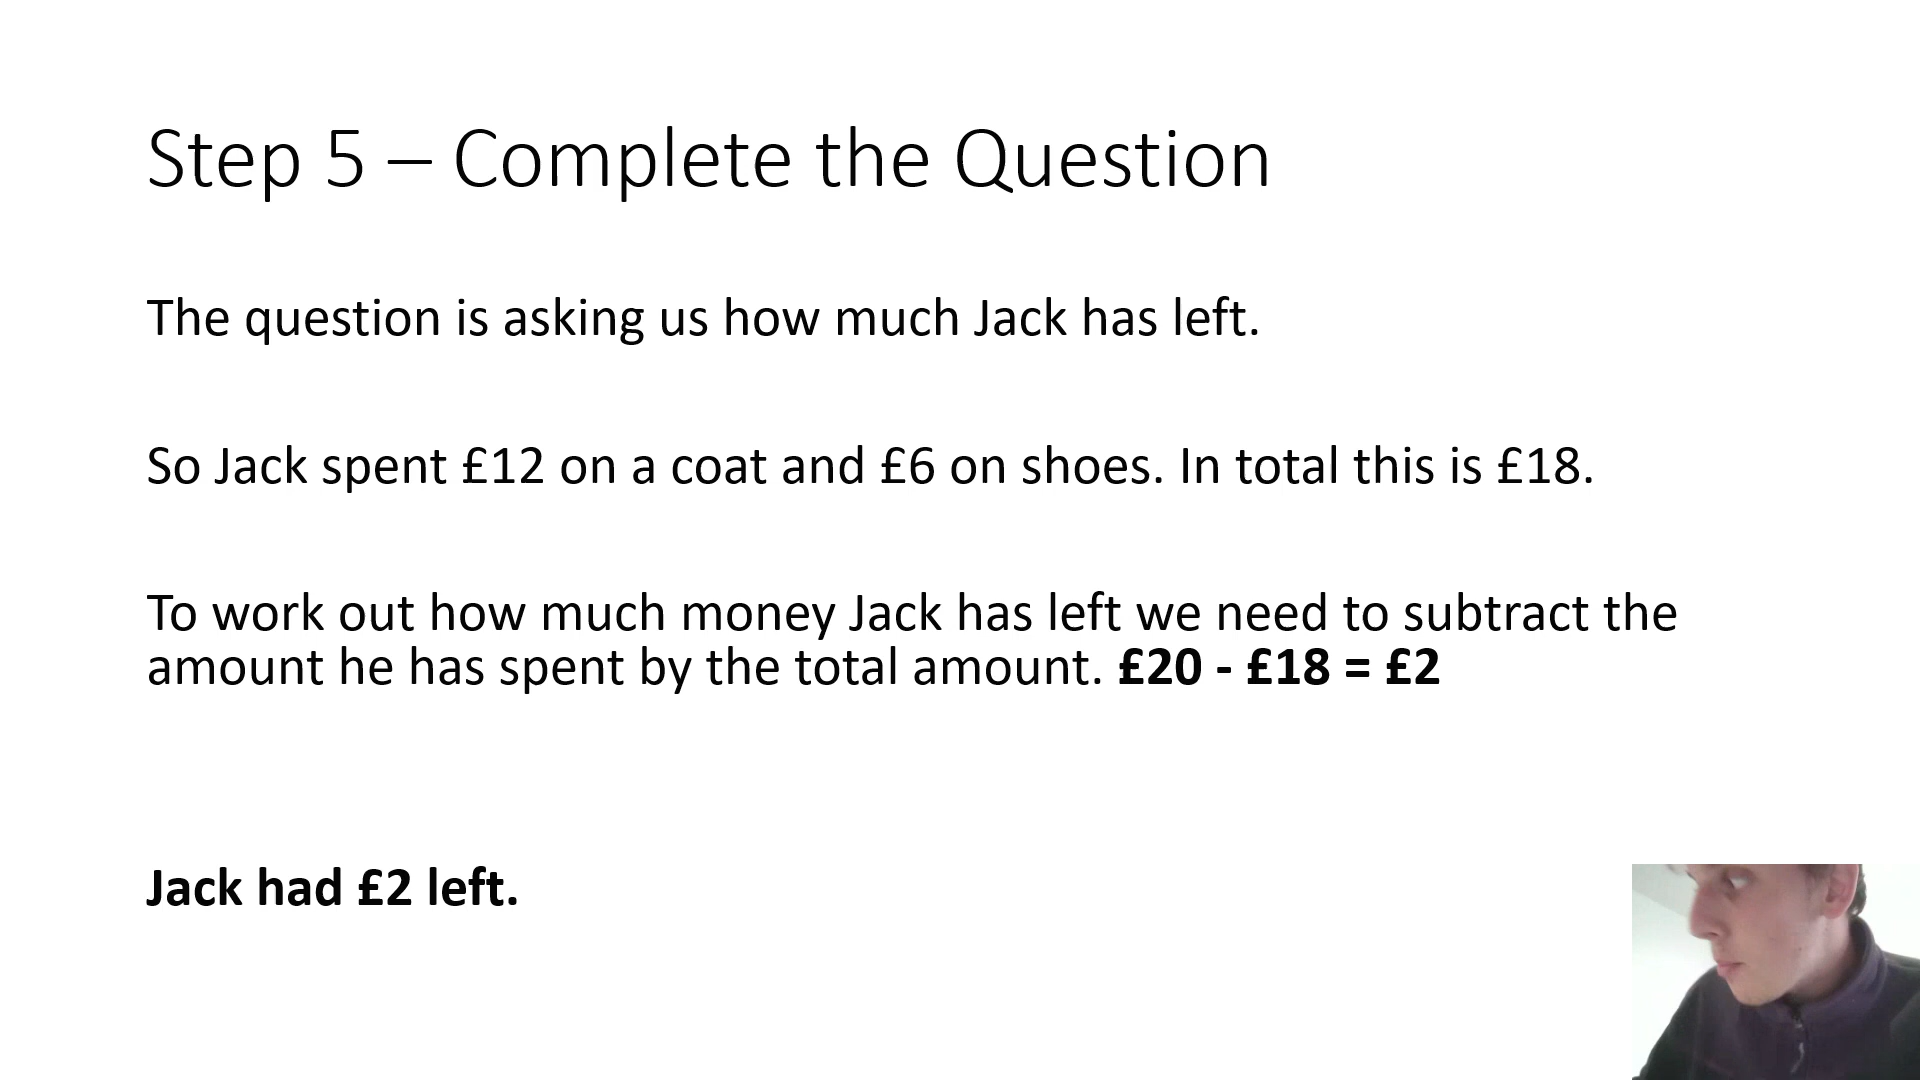 Step 5 – Complete the Question
The question is asking us how much Jack has left.
So Jack spent £12 on a coat and £6 on shoes. In total this is £18.
To work out how much money Jack has left we need to subtract the
amount he has spent by the total amount. £20 - £18 = £2
Jack had £2 left.